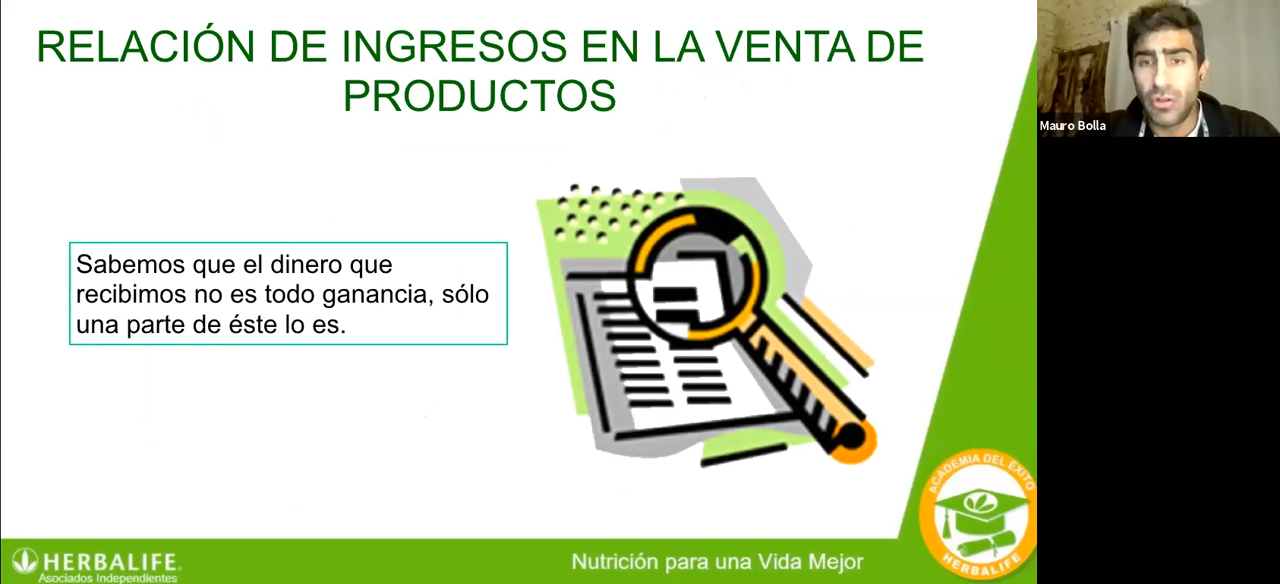 RELACIÓN DE INGRESOS EN LA VENTA DE
PRODUCTOS
Mauro Bolla
Sabemos que el dinero que
recibimos no es todo ganancia, sólo
una parte de éste lo es.
ACADEMIA DEL ÉXITO
HERBALIFE
HERBALIFE.
Asociados Independientes
Nutrición para una Vida Mejor